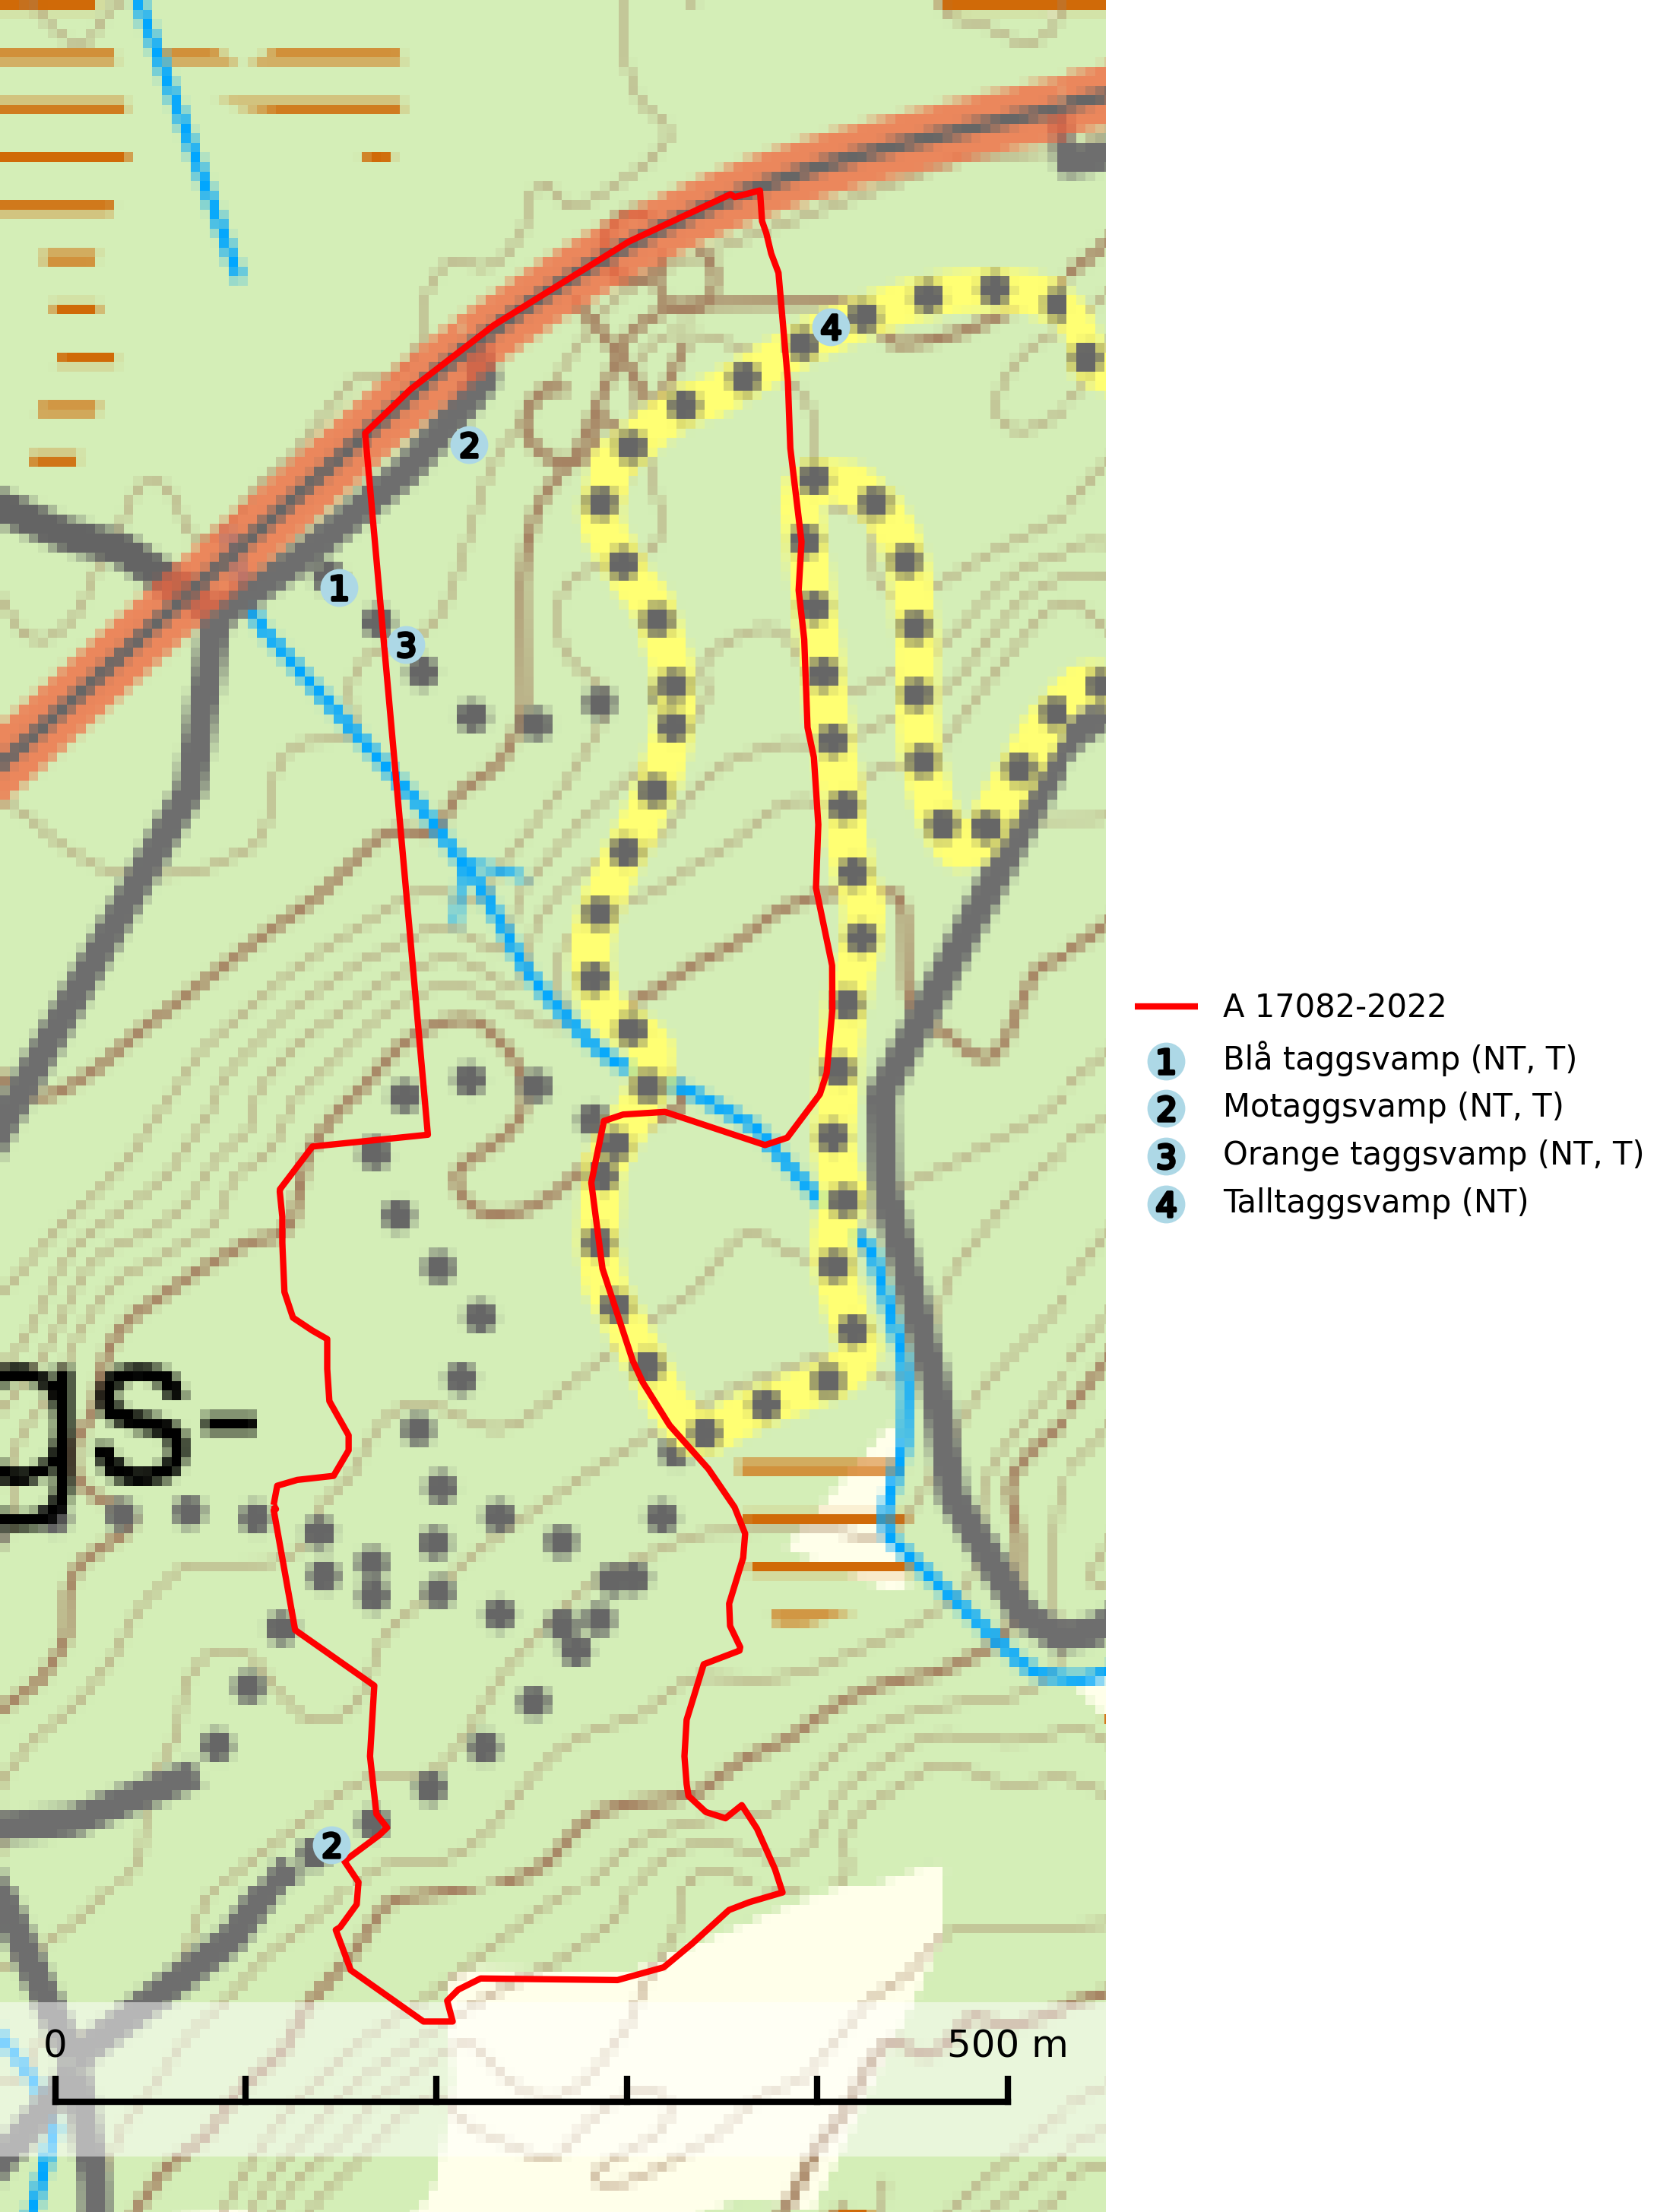 4
2
1
3
gs-
2
0 500 m
A 17082-2022
1 Blå taggsvamp (NT, T)
2 Motaggsvamp (NT, T)
3 Orange taggsvamp (NT, T)
4 Talltaggsvamp (NT)